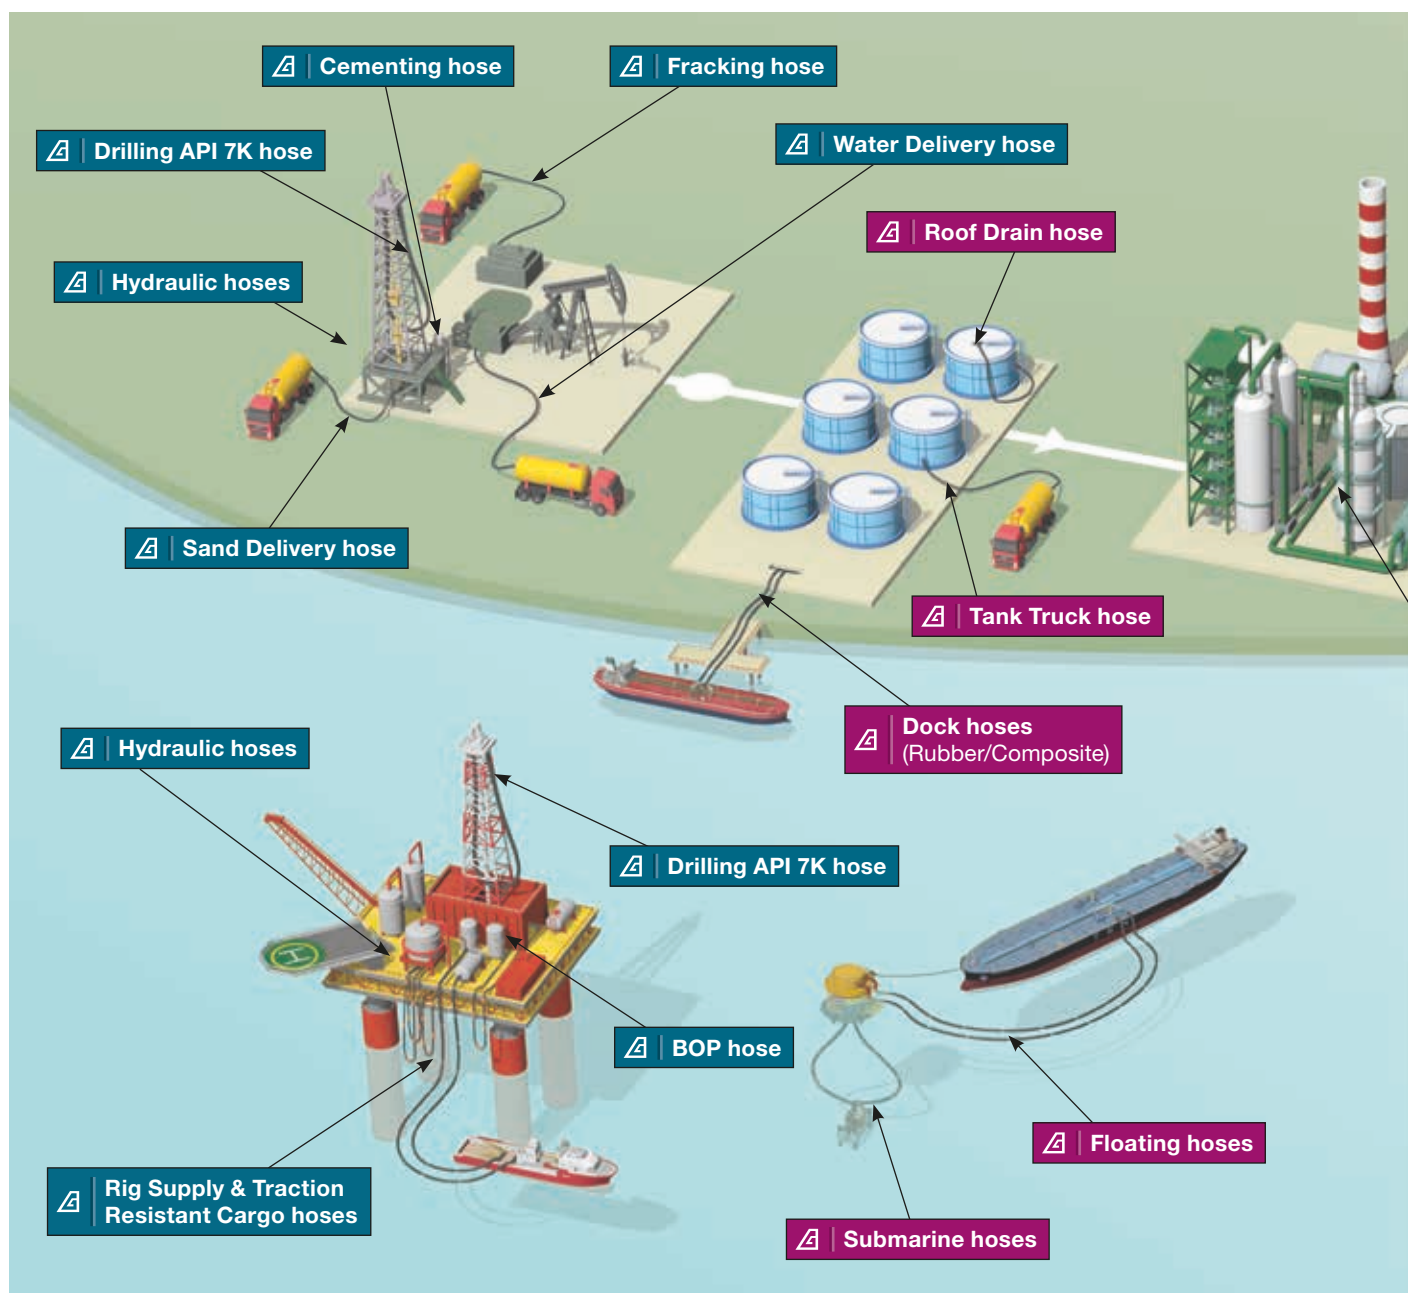 Cementing hose
Fracking hose
Drilling API 7K hose
Water Delivery hose
Roof Drain hose
Hydraulic hoses
Sand Delivery hose
Tank Truck hose
Dock hoses
(Rubber/Composite)
Hydraulic hoses
Drilling API 7K hose
H
BOP hose
Floating hoses
Rig Supply & Traction
Resistant Cargo hoses
Submarine hoses